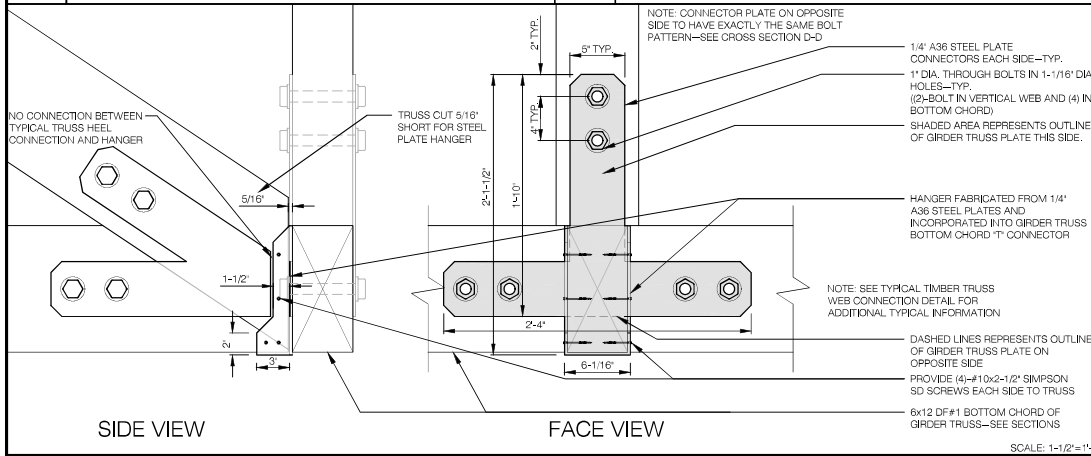 NOTE: CONNECTOR PLATE ON OPPOSITE
SIDE TO HAVE EXACTLY THE SAME BOLT
PATTERN—SEE CROSS SECTION D-D
2" TYP.
5" TYP.
4" TYP.
2'-1-1/2"
1'-10"
1/4" A36 STEEL PLATE
CONNECTORS EACH SIDE—TYP.
1" DIA. THROUGH BOLTS IN 1-1/16" DIA
HOLES—TYP.
((2)-BOLT IN VERTICAL WEB AND (4) IN
BOTTOM CHORD)
SHADED AREA REPRESENTS OUTLINE
OF GIRDER TRUSS PLATE THIS SIDE.
NO CONNECTION BETWEEN
TYPICAL TRUSS HEEL
CONNECTION AND HANGER
TRUSS CUT 5/16"
SHORT FOR STEEL
PLATE HANGER
5/16"
HANGER FABRICATED FROM 1/4"
A36 STEEL PLATES AND
INCORPORATED INTO GIRDER TRUSS
BOTTOM CHORD "T" CONNECTOR
1-1/2"
2"
3"
2'-4"
6-1/16"
NOTE: SEE TYPICAL TIMBER TRUSS
WEB CONNECTION DETAIL FOR
ADDITIONAL TYPICAL INFORMATION
DASHED LINES REPRESENTS OUTLINE
OF GIRDER TRUSS PLATE ON
OPPOSITE SIDE
PROVIDE (4)-#10x2-1/2" SIMPSON
SD SCREWS EACH SIDE TO TRUSS
6x12 DF#1 BOTTOM CHORD OF
GIRDER TRUSS—SEE SECTIONS
SIDE VIEW
FACE VIEW
SCALE: 1-1/2"=1'-